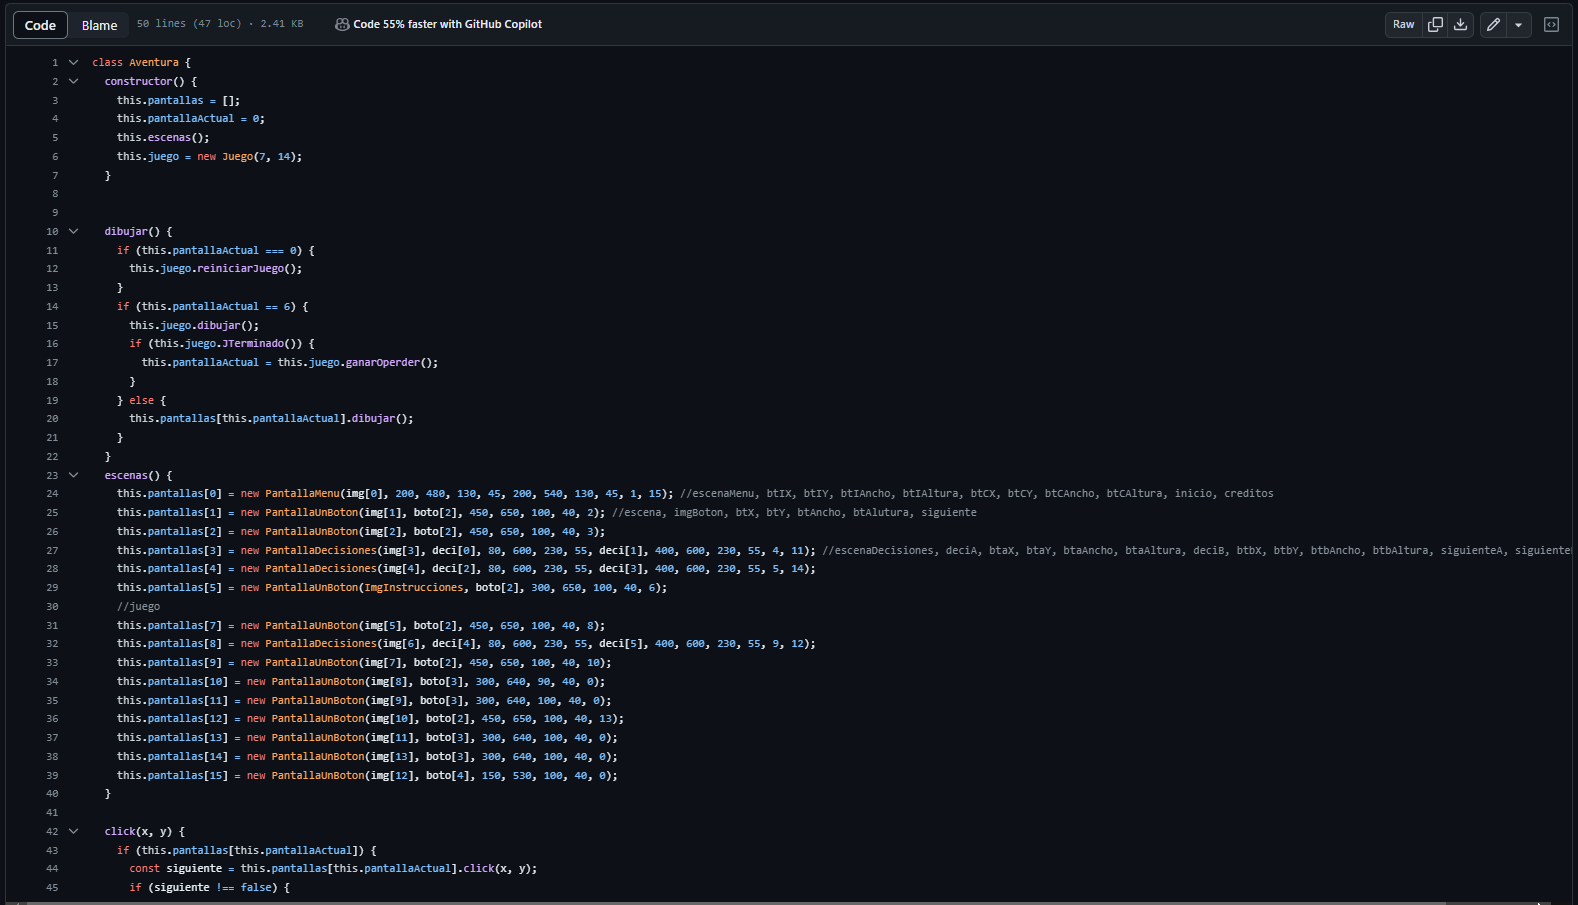 Code Blame 50 lines (47 loc) · 2.41 KB Code 55% faster with GitHub Copilot Raw
1 class Aventura {
2 constructor() {
3 this.pantallas = [];
4 this.pantallaActual = 0;
5 this.escenas();
6 this.juego = new Juego(7, 14);
7 }
8
9
10 dibujar() {
11 if (this.pantallaActual === 0) {
12 this.juego.reiniciarJuego();
13 }
14 if (this.pantallaActual == 6) {
15 this.juego.dibujar();
16 if (this.juego.JTerminado()) {
17 this.pantallaActual = this.juego.ganarOperder();
18 }
19 } else {
20 this.pantallas[this.pantallaActual].dibujar();
21 }
22 }
23 escenas() {
24 this.pantallas[0] = new PantallaMenu(img[0], 200, 480, 130, 45, 200, 540, 130, 45, 1, 15); //escenaMenu, btIX, btIY, btIAncho, btIAltura, btCX, btCY, btCAncho, btCAltura, inicio, creditos
25 this.pantallas[1] = new PantallaUnBoton(img[1], boto[2], 450, 650, 100, 40, 2); //escena, imgBoton, btX, btY, btAncho, btAlutura, siguiente
26 this.pantallas[2] = new PantallaUnBoton(img[2], boto[2], 450, 650, 100, 40, 3);
27 this.pantallas[3] = new PantallaDecisiones(img[3], deci[0], 80, 600, 230, 55, deci[1], 400, 600, 230, 55, 4, 11); //escenaDecisiones, deciA, btaX, btaY, btaAncho, btaAltura, deciB, btbX, btbY, btbAncho, btbAltura, siguienteA, siguiente
28 this.pantallas[4] = new PantallaDecisiones(img[4], deci[2], 80, 600, 230, 55, deci[3], 400, 600, 230, 55, 5, 14);
29 this.pantallas[5] = new PantallaUnBoton(ImgInstrucciones, boto[2], 300, 650, 100, 40, 6);
30 //juego
31 this.pantallas[7] = new PantallaUnBoton(img[5], boto[2], 450, 650, 100, 40, 8);
32 this.pantallas[8] = new PantallaDecisiones(img[6], deci[4], 80, 600, 230, 55, deci[5], 400, 600, 230, 55, 9, 12);
33 this.pantallas[9] = new PantallaUnBoton(img[7], boto[2], 450, 650, 100, 40, 10);
34 this.pantallas[10] = new PantallaUnBoton(img[8], boto[3], 300, 640, 90, 40, 0);
35 this.pantallas[11] = new PantallaUnBoton(img[9], boto[3], 300, 640, 100, 40, 0);
36 this.pantallas[12] = new PantallaUnBoton(img[10], boto[2], 450, 650, 100, 40, 13);
37 this.pantallas[13] = new PantallaUnBoton(img[11], boto[3], 300, 640, 100, 40, 0);
38 this.pantallas[14] = new PantallaUnBoton(img[13], boto[3], 300, 640, 100, 40, 0);
39 this.pantallas[15] = new PantallaUnBoton(img[12], boto[4], 150, 530, 100, 40, 0);
40 }
41
42 click(x, y) {
43 if (this.pantallas[this.pantallaActual]) {
44 const siguiente = this.pantallas[this.pantallaActual].click(x, y);
45 if (siguiente !== false) {